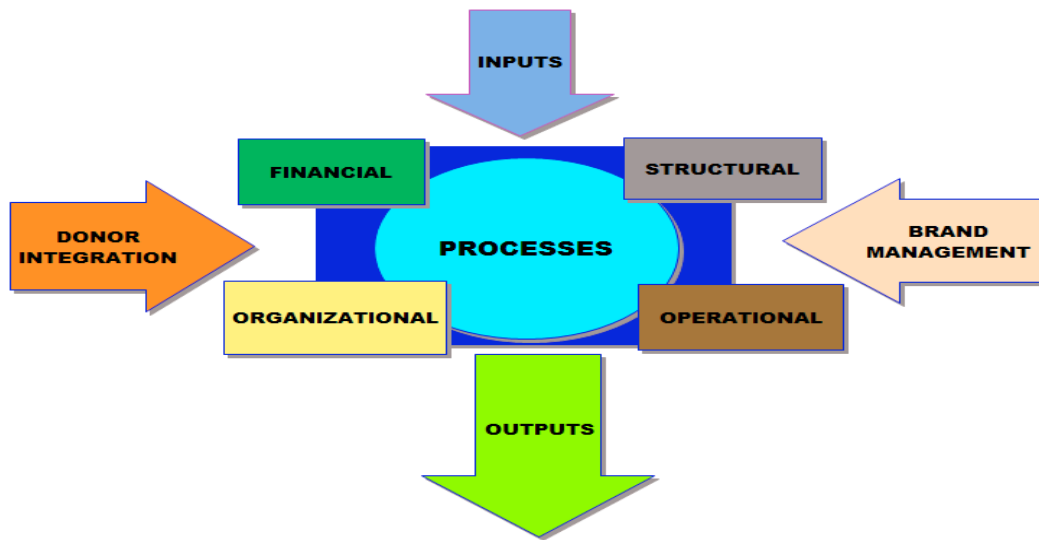 INPUTS
FINANCIAL
STRUCTURAL
DONOR
INTEGRATION
PROCESSES
BRAND
MANAGEMENT
ORGANIZATIONAL
OPERATIONAL
OUTPUTS